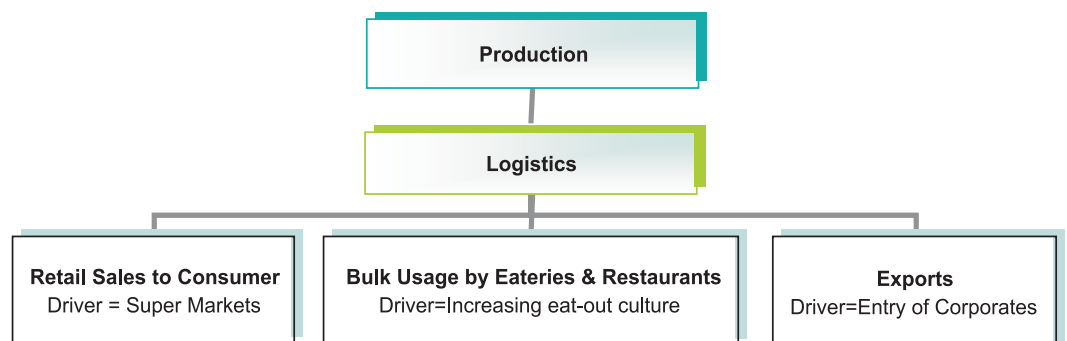 Production
Logistics
Retail Sales to Consumer
Driver = Super Markets
Bulk Usage by Eateries & Restaurants
Driver=Increasing eat-out culture
Exports
Driver=Entry of Corporates